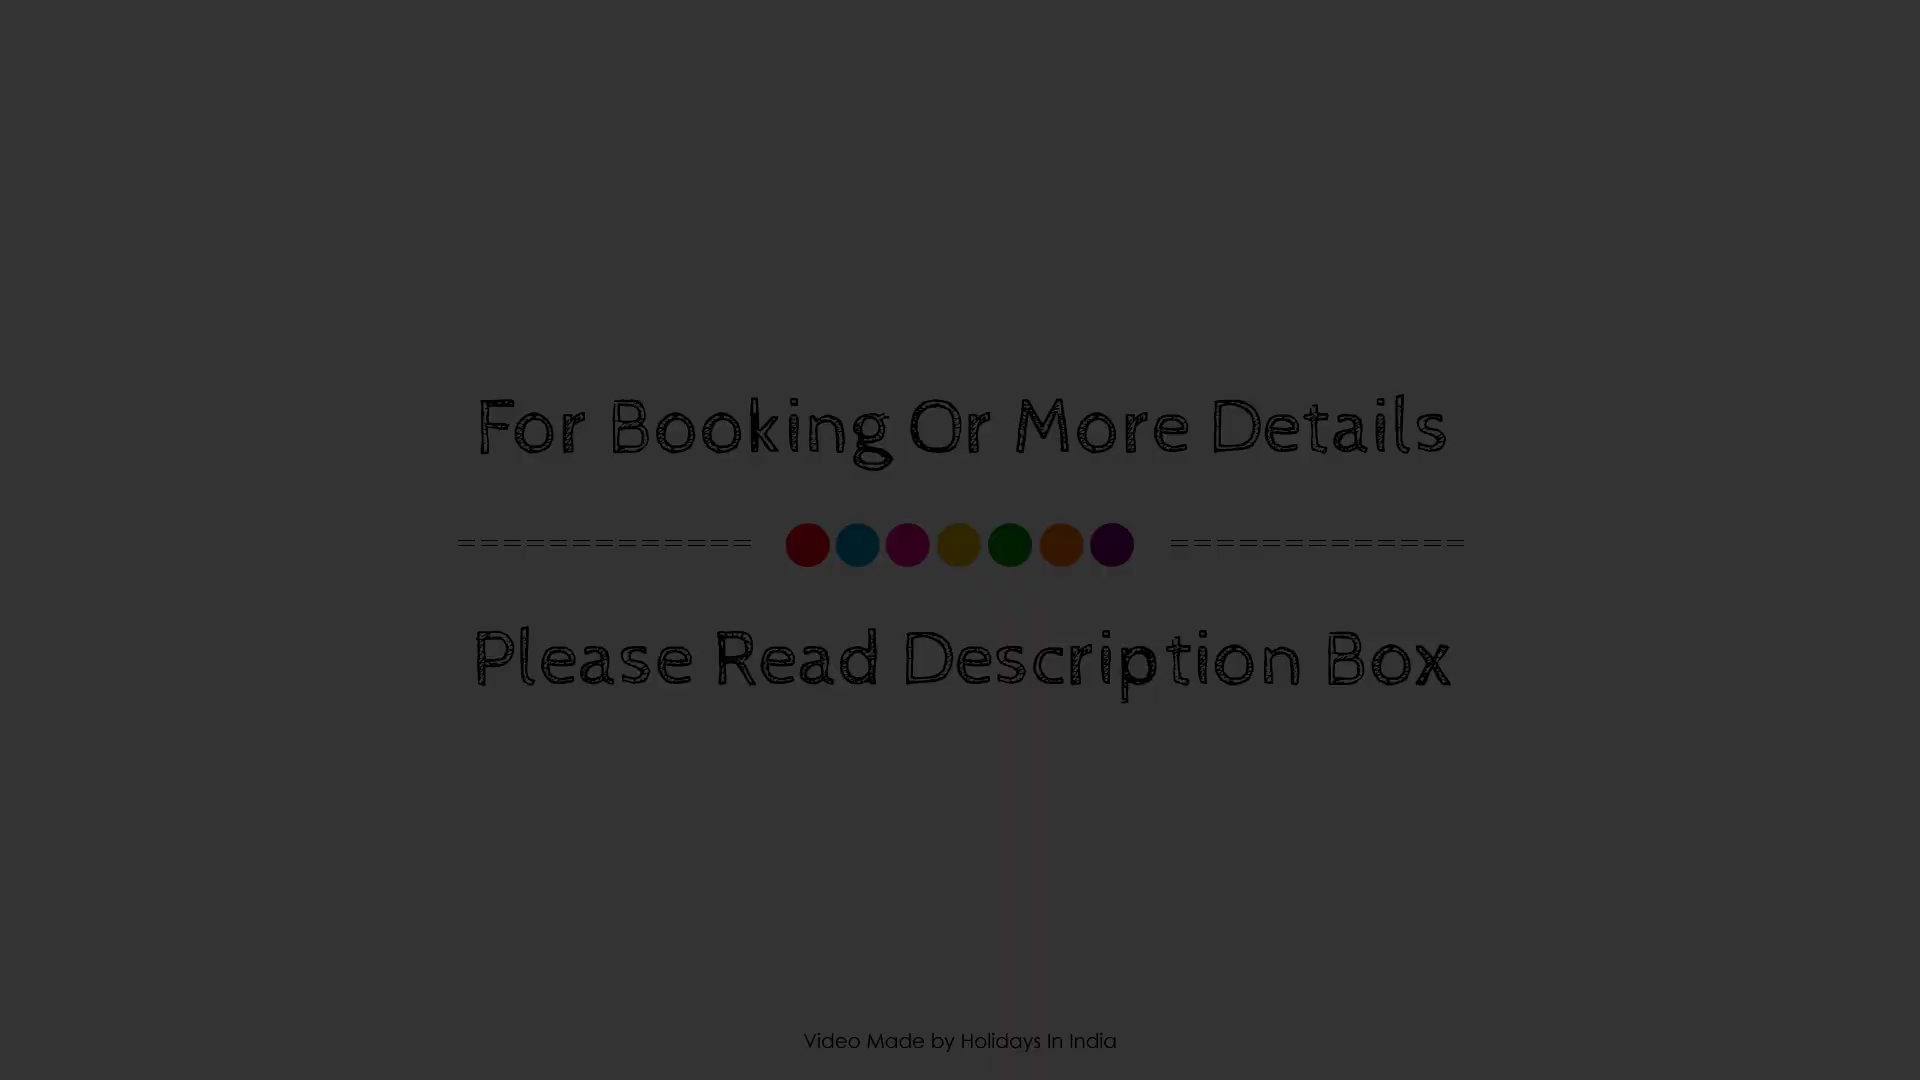 For Booking Or More Details
============= =============
Please Read Description Box
Video Made by Holidays In India